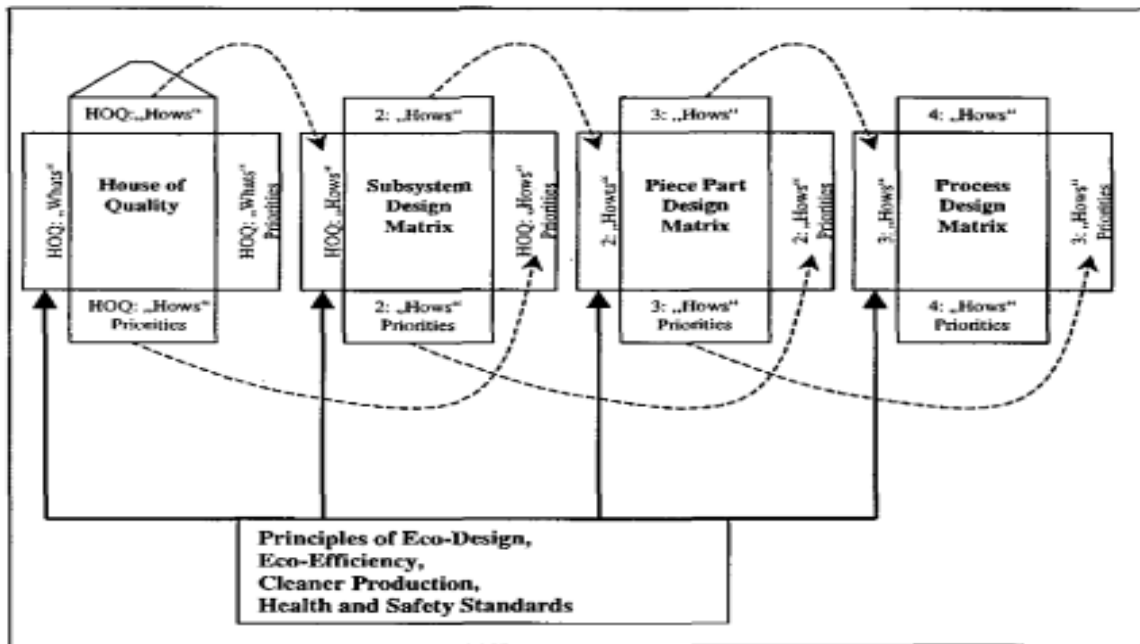 HOQ:„Hows“
HOQ: „Whats“
House of
Quality
HOQ: „Whats“
Priorities
HOQ: „Hows“
Priorities
2: „Hows“
HOQ: „Hows“
Subsystem
Design
Matrix
HOQ: „Hows“
Priorities
2: „Hows“
Priorities
3: „Hows“
2: „Hows“
Piece Part
Design
Matrix
2: „Hows“
Priorities
3: „Hows“
Priorities
4: „Hows“
3: „Hows“
Process
Design
Matrix
3: „Hows“
Priorities
4: „Hows“
Priorities
Principles of Eco-Design,
Eco-Efficiency,
Cleaner Production,
Health and Safety Standards